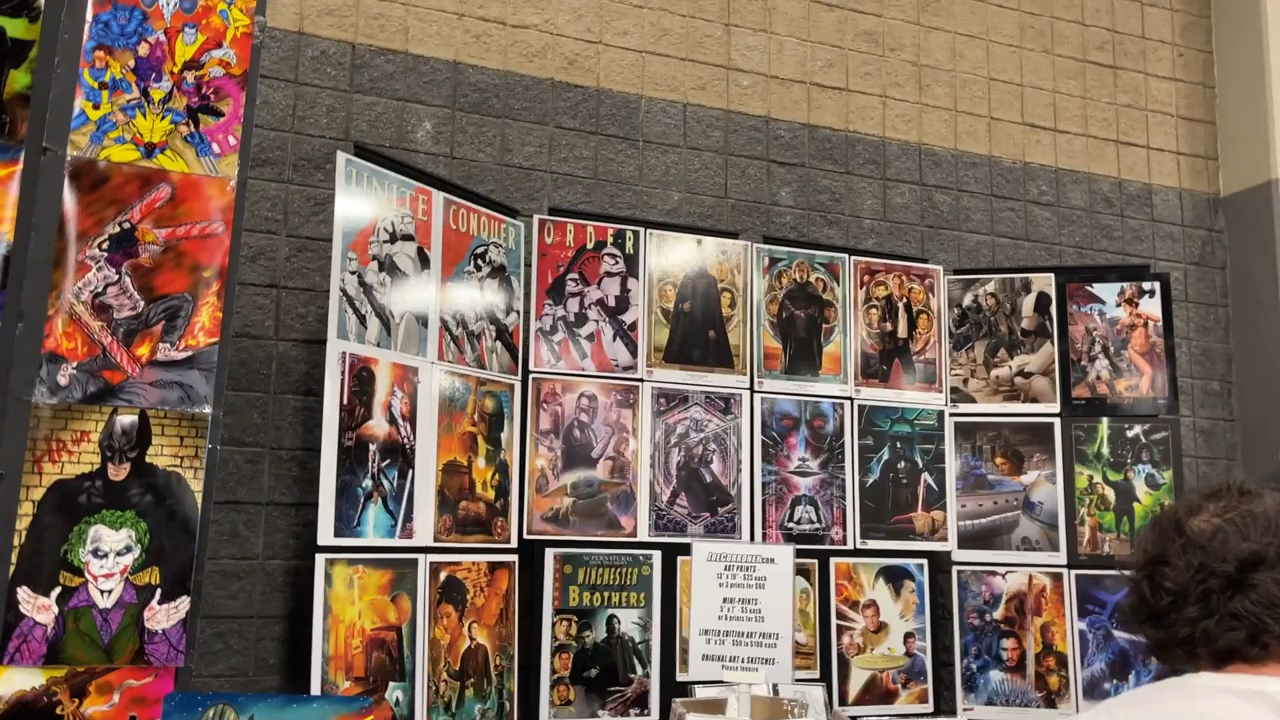 UNITE
CONQUER
ORDER
SUPERNATURAL
WINCHESTER
BROTHERS
JOECORRONEY.COM
ART PRINTS -
13" x 19" - $25 each
or 3 prints for $60
MINI-PRINTS -
5" x 7" - $5 each
or 6 prints for $25
LIMITED EDITION ART PRINTS -
18" x 24" - $50 to $100 each
ORIGINAL ART & SKETCHES -
Please Inquire